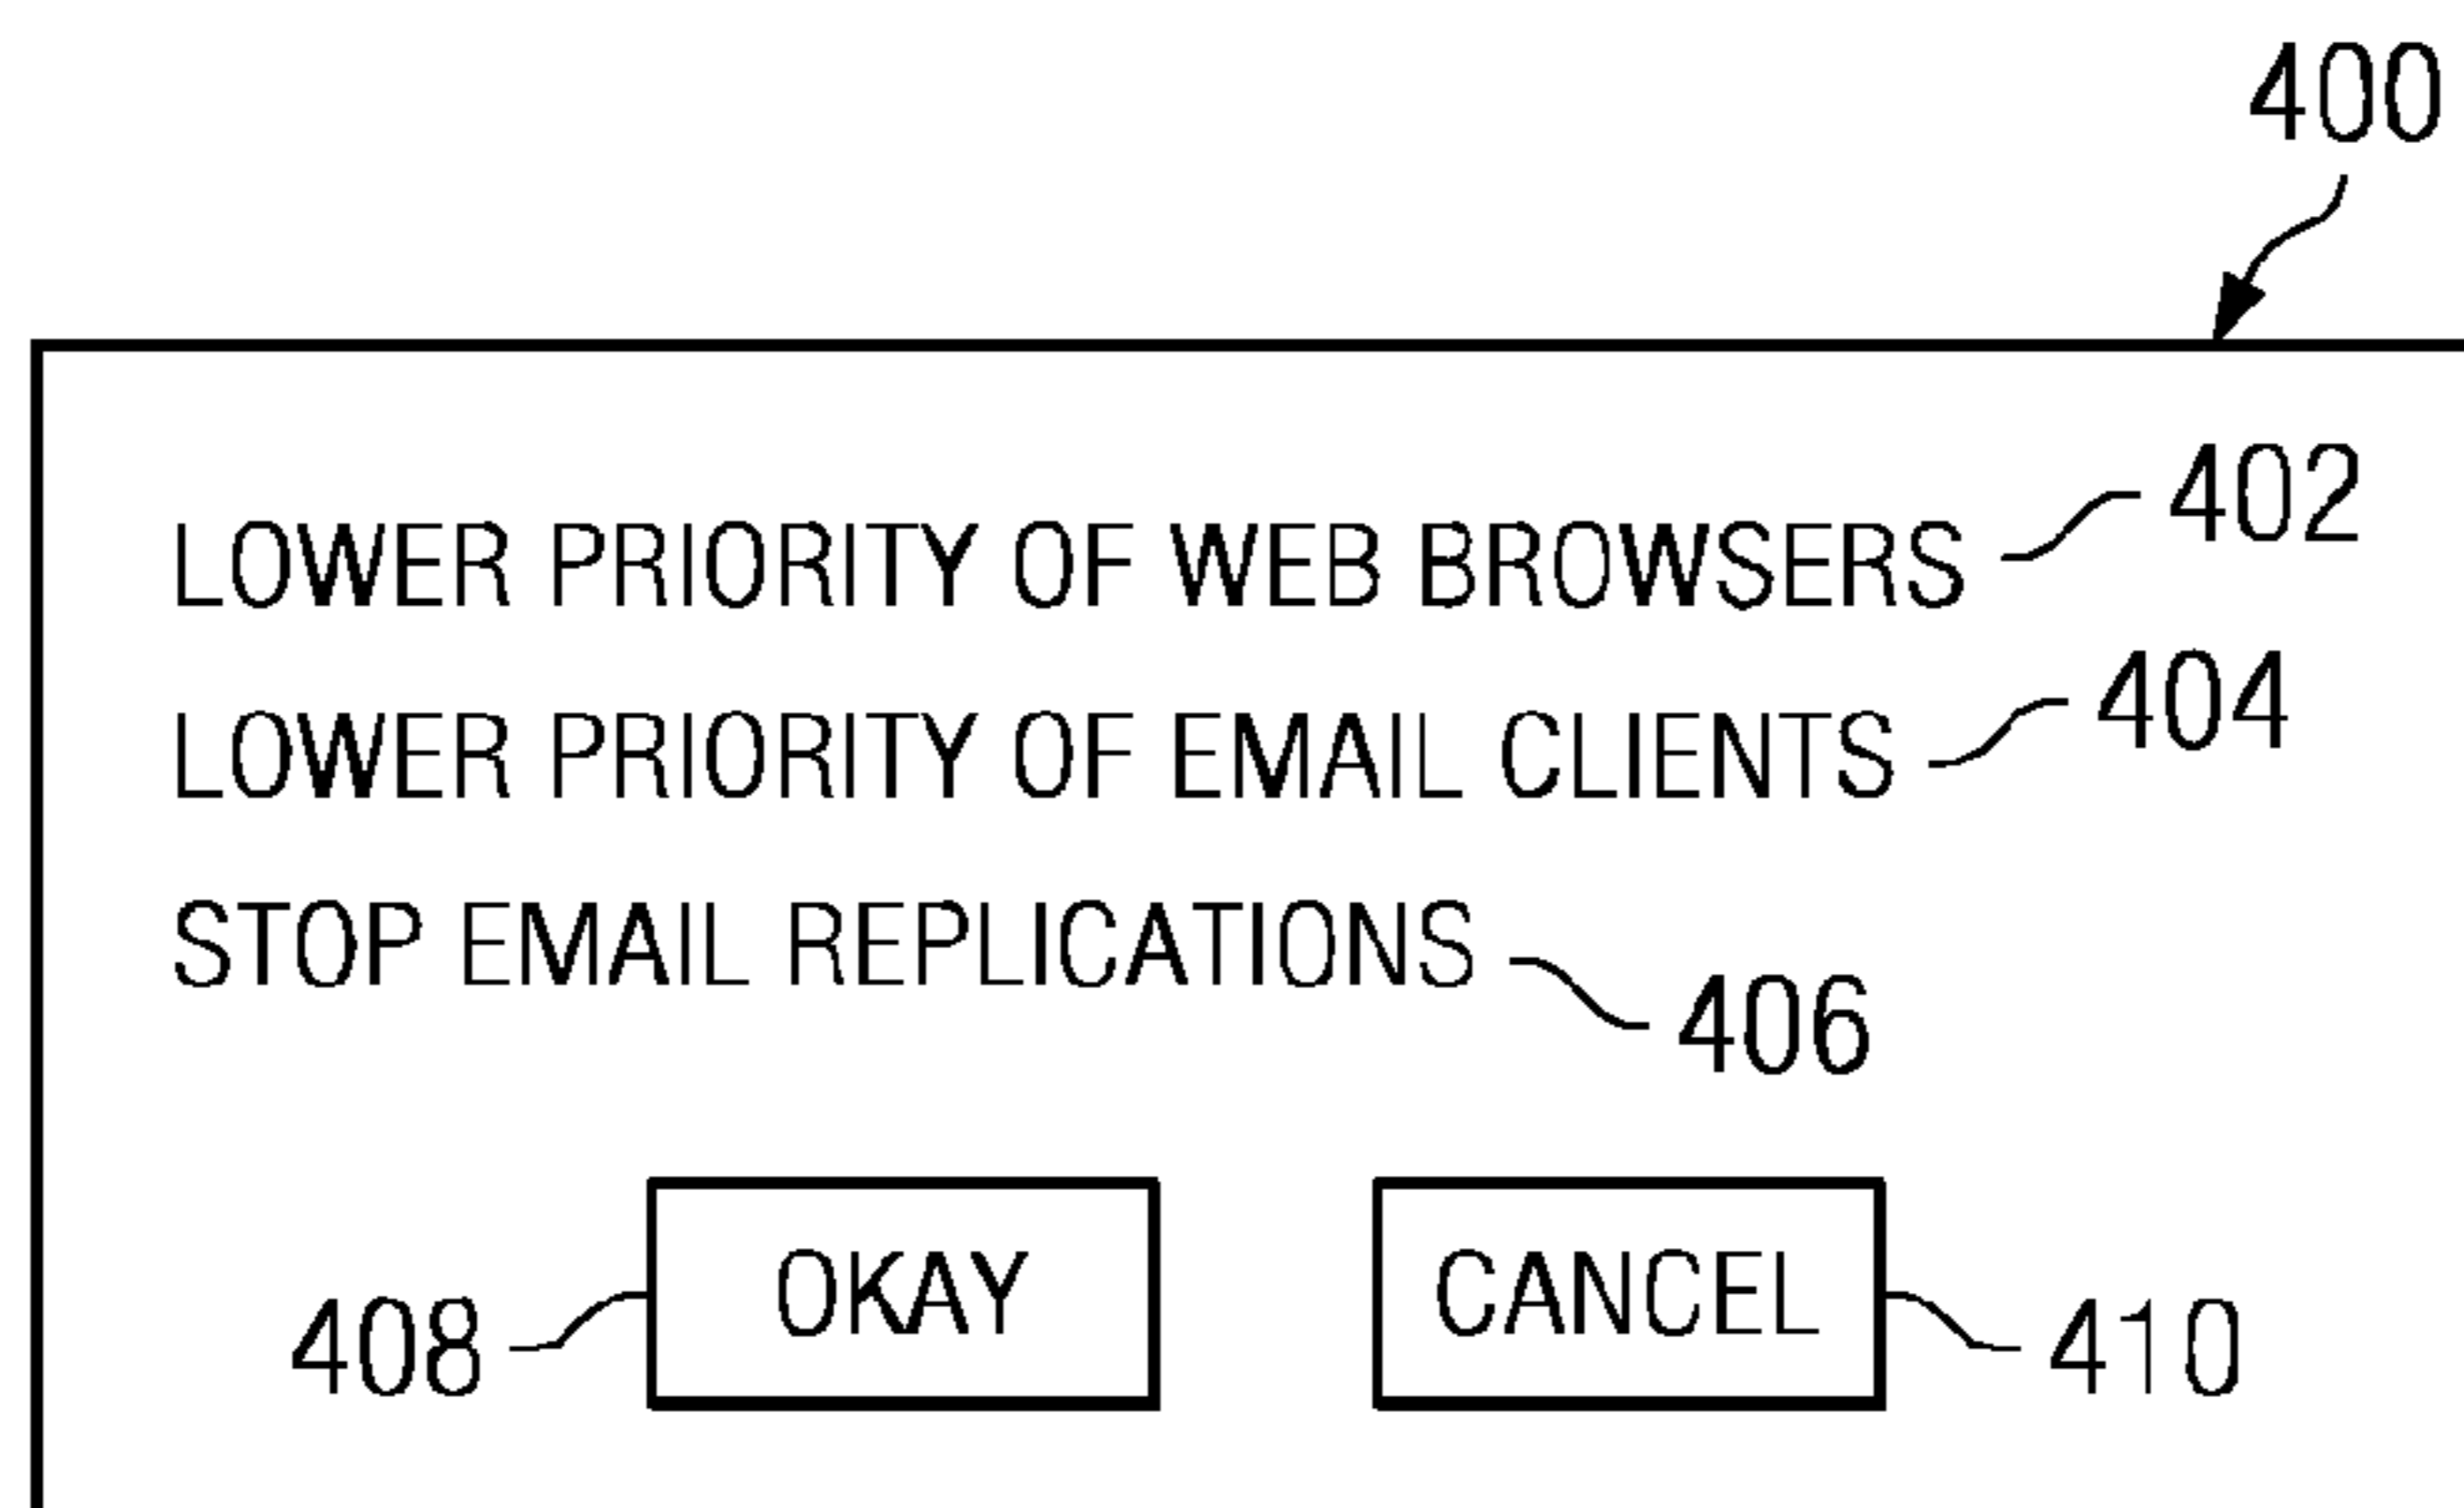 400
LOWER PRIORITY OF WEB BROWSERS 402
LOWER PRIORITY OF EMAIL CLIENTS 404
STOP EMAIL REPLICATIONS 406
408 OKAY CANCEL 410